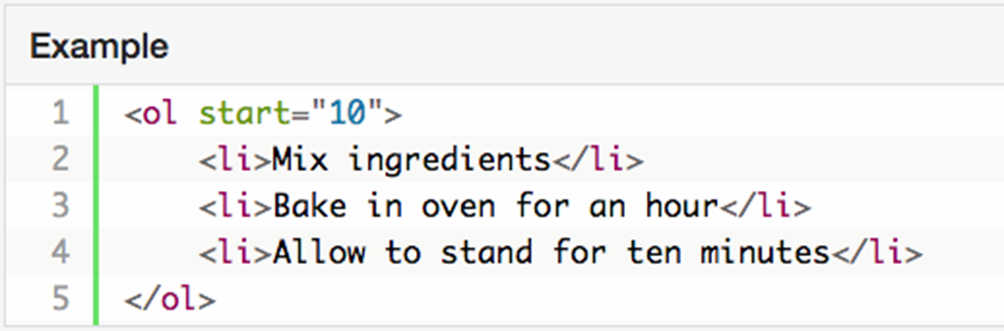 Example
1 <ol start="10">
2 <li>Mix ingredients</li>
3 <li>Bake in oven for an hour</li>
4 <li>Allow to stand for ten minutes</li>
5 </ol>